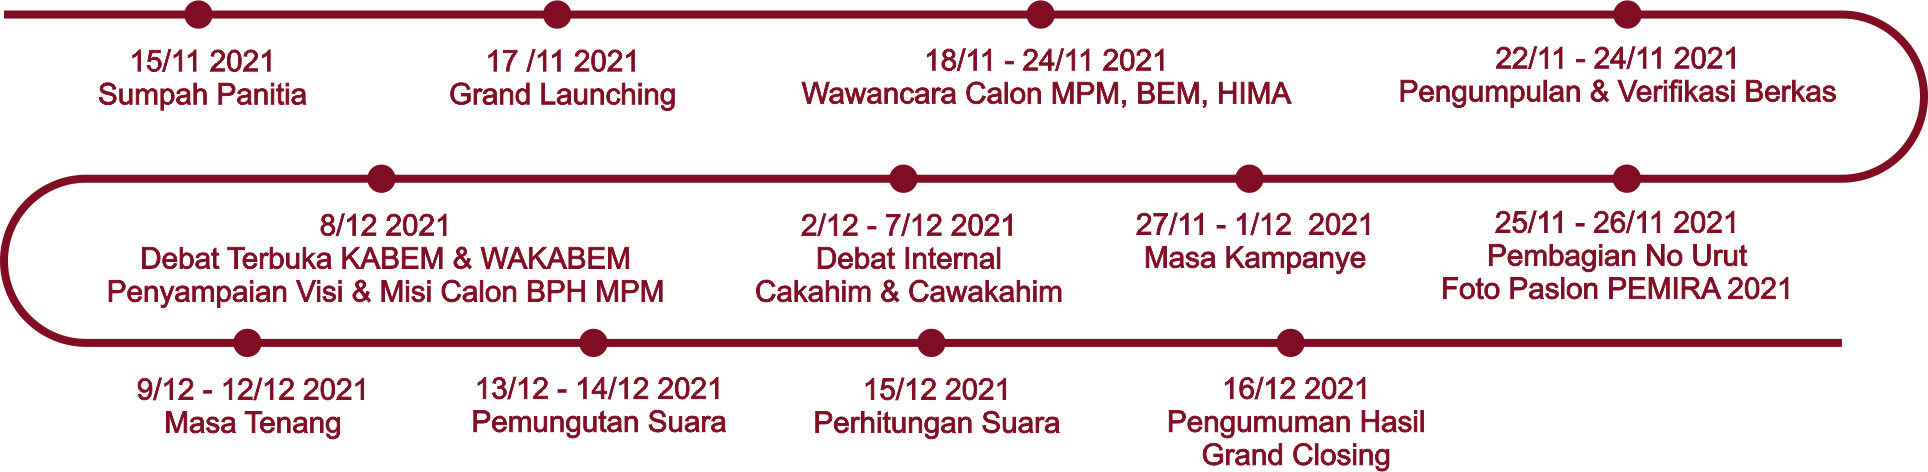 15/11 2021
Sumpah Panitia
17 /11 2021
Grand Launching
18/11 - 24/11 2021
Wawancara Calon MPM, BEM, HIMA
22/11 - 24/11 2021
Pengumpulan & Verifikasi Berkas
25/11 - 26/11 2021
Pembagian No Urut
Foto Paslon PEMIRA 2021
27/11 - 1/12  2021
Masa Kampanye
2/12 - 7/12 2021
Debat Internal
Cakahim & Cawakahim
8/12 2021
Debat Terbuka KABEM & WAKABEM
Penyampaian Visi & Misi Calon BPH MPM
9/12 - 12/12 2021
Masa Tenang
13/12 - 14/12 2021
Pemungutan Suara
15/12 2021
Perhitungan Suara
16/12 2021
Pengumuman Hasil
Grand Closing